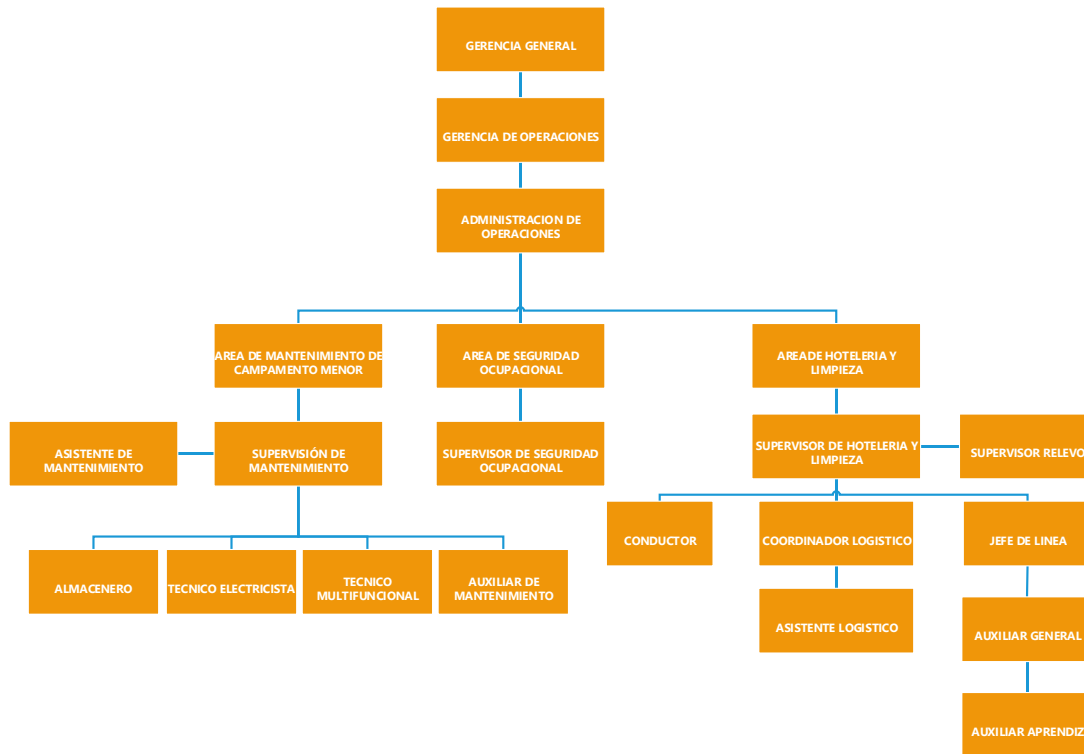 GERENCIA GENERAL
GERENCIA DE OPERACIONES
ADMINISTRACION DE
OPERACIONES
AREA DE MANTENIMIENTO DE
CAMPAMENTO MENOR
AREA DE SEGURIDAD
OCUPACIONAL
AREADE HOTELERIA Y
LIMPIEZA
ASISTENTE DE
MANTENIMIENTO
SUPERVISIÓN DE
MANTENIMIENTO
SUPERVISOR DE SEGURIDAD
OCUPACIONAL
SUPERVISOR DE HOTELERIA Y
LIMPIEZA
SUPERVISOR RELEVO
CONDUCTOR
COORDINADOR LOGISTICO
JEFE DE LINEA
ALMACENERO
TECNICO ELECTRICISTA
TECNICO
MULTIFUNCIONAL
AUXILIAR DE
MANTENIMIENTO
ASISTENTE LOGISTICO
AUXILIAR GENERAL
AUXILIAR APRENDIZ